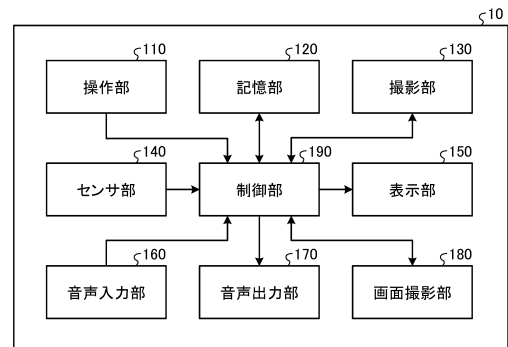 10
110
操作部
120
記憶部
130
撮影部
140
センサ部
190
制御部
150
表示部
160
音声入力部
170
音声出力部
180
画面撮影部